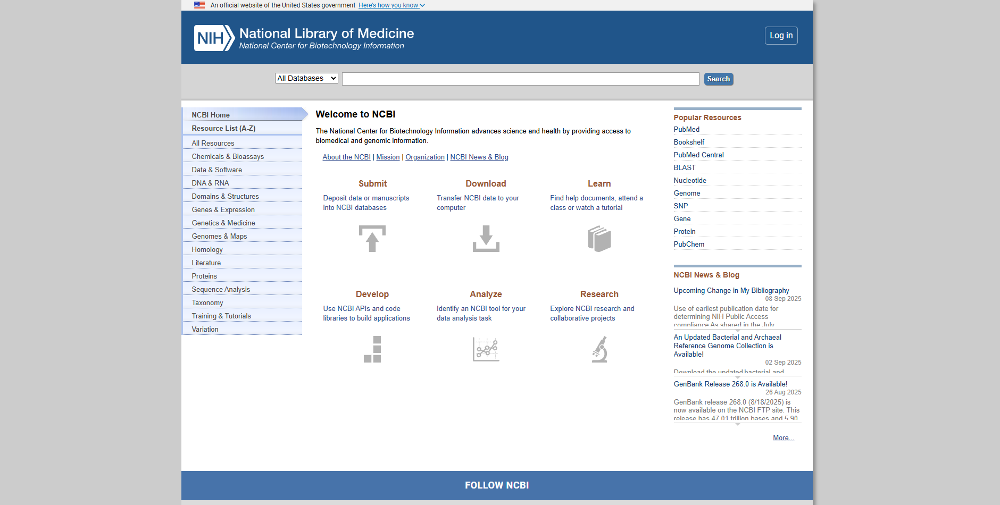 An official website of the United States government Here's how you know
NIH
National Library of Medicine
National Center for Biotechnology Information
Log in
All Databases
Search
NCBI Home
Resource List (A-Z)
All Resources
Chemicals & Bioassays
Data & Software
DNA & RNA
Domains & Structures
Genes & Expression
Genetics & Medicine
Genomes & Maps
Homology
Literature
Proteins
Sequence Analysis
Taxonomy
Training & Tutorials
Variation
Welcome to NCBI
The National Center for Biotechnology Information advances science and health by providing access to
biomedical and genomic information.
About the NCBI | Mission | Organization | NCBI News & Blog
Submit
Deposit data or manuscripts
into NCBI databases
Download
Transfer NCBI data to your
computer
Learn
Find help documents, attend a
class or watch a tutorial
Develop
Use NCBI APIs and code
libraries to build applications
Analyze
Identify an NCBI tool for your
data analysis task
Research
Explore NCBI research and
collaborative projects
Popular Resources
PubMed
Bookshelf
PubMed Central
BLAST
Nucleotide
Genome
SNP
Gene
Protein
PubChem
NCBI News & Blog
Upcoming Change in My Bibliography
08 Sep 2025
Use of earliest publication date for
determining NIH Public Access
compliance As shared in the July
An Updated Bacterial and Archaeal
Reference Genome Collection is
Available!
02 Sep 2025
Download the updated bacterial and
GenBank Release 268.0 is Available!
26 Aug 2025
GenBank release 268.0 (8/18/2025) is
now available on the NCBI FTP site. This
release has 47.01 trillion bases and 5.90
More...
FOLLOW NCBI